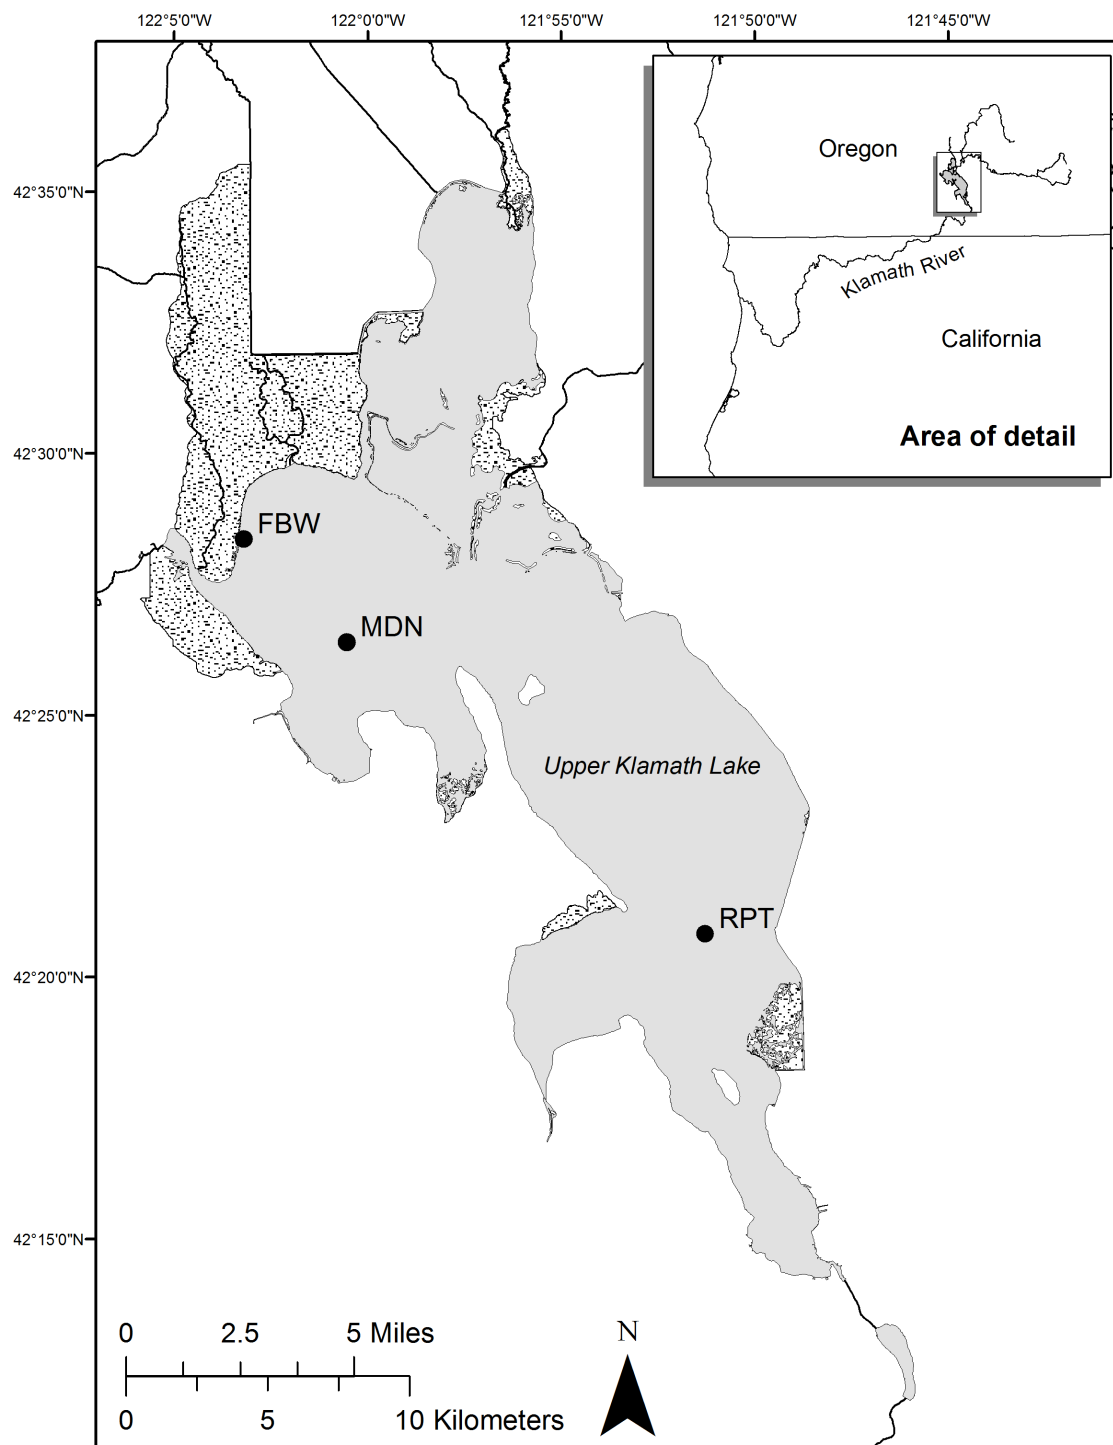 122°5'0"W 122°0'0"W 121°55'0"W 121°50'0"W 121°45'0"W
Oregon
42°35'0"N
Klamath River
California
Area of detail
42°30'0"N
FBW
MDN
42°25'0"N
Upper Klamath Lake
RPT
42°20'0"N
42°15'0"N
0 2.5 5 Miles
N
0 5 10 Kilometers